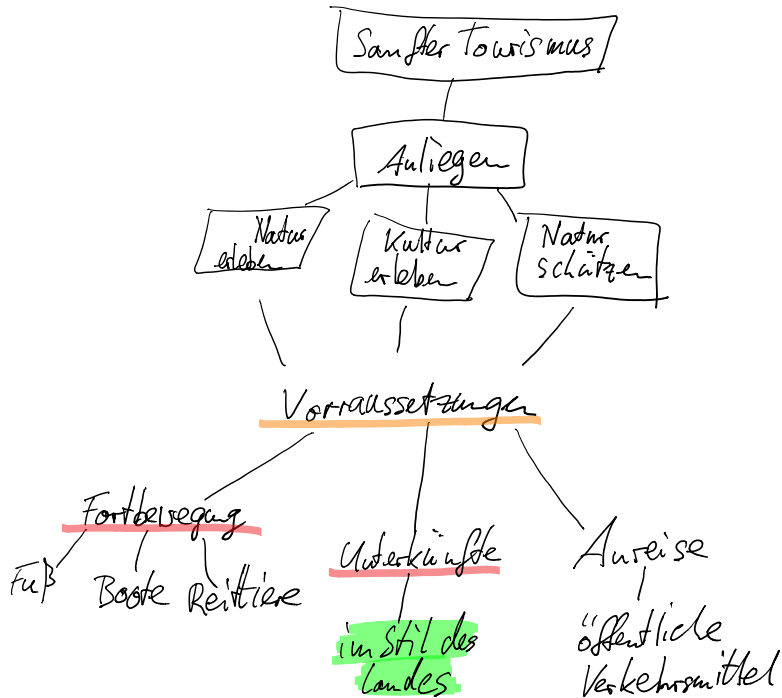 Sanfter Tourismus
Anliegen
Natur
erleben
Kultur
erleben
Natur
schützen
Vorraussetzungen
Fortbewegung
Fuß
Boote
Reittiere
Unterkünfte
im Stil des
Landes
Anreise
öffentliche
Verkehrsmittel